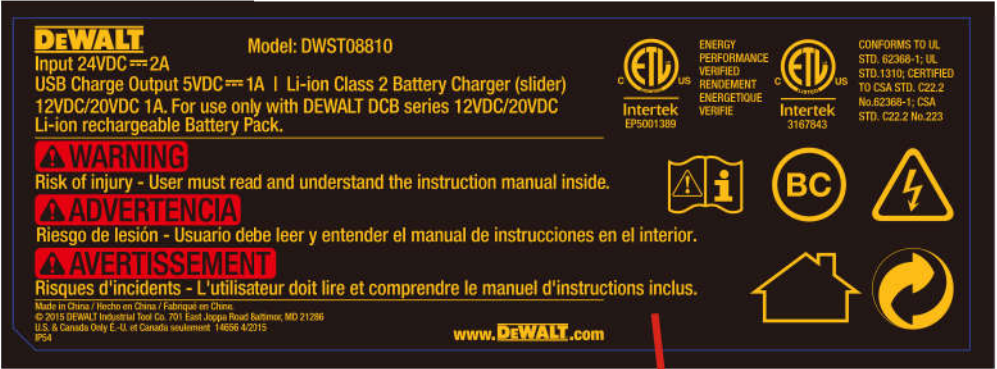 DEWALT
Model: DWST08810
Input 24VDC ⎓ 2A
USB Charge Output 5VDC ⎓ 1A | Li-ion Class 2 Battery Charger (slider)
12VDC/20VDC 1A. For use only with DEWALT DCB series 12VDC/20VDC
Li-ion rechargeable Battery Pack.
WARNING
Risk of injury - User must read and understand the instruction manual inside.
ADVERTENCIA
Riesgo de lesión - Usuario debe leer y entender el manual de instrucciones en el interior.
AVERTISSEMENT
Risques d'incidents - L'utilisateur doit lire et comprendre le manuel d'instructions inclus.
Made in China / Hecho en China / Fabriqué en Chine.
© 2015 DEWALT Industrial Tool Co. 701 East Joppa Road Baltimor, MD 21286
U.S. & Canada Only É.-U. et Canada seulement 14656 4/2015
IP54
www.DEWALT.com
C ETL US
LISTED
Intertek
EP5001389
ENERGY
PERFORMANCE
VERIFIED
RENDEMENT
ENERGETIQUE
VERIFIE
C ETL US
LISTED
Intertek
3167843
CONFORMS TO UL
STD. 62368-1; UL
STD.1310; CERTIFIED
TO CSA STD. C22.2
No.62368-1; CSA
STD. C22.2 No.223
BC